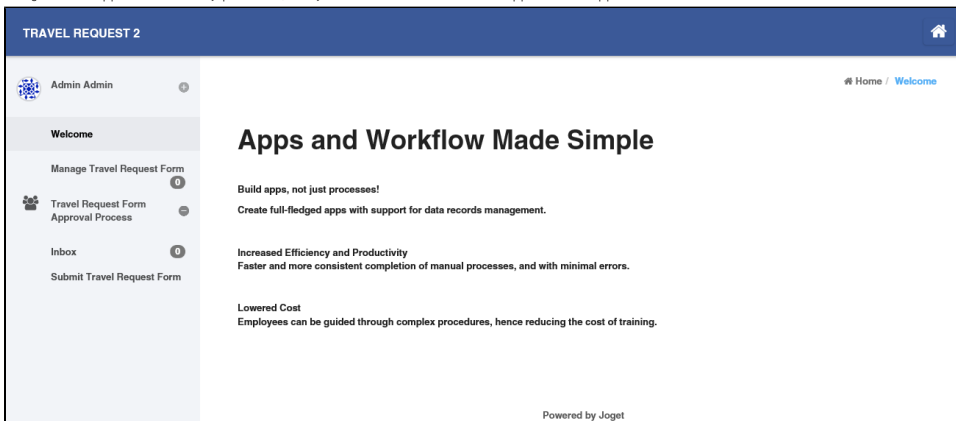 TRAVEL REQUEST 2
Admin Admin
Home / Welcome
Welcome
Apps and Workflow Made Simple
Manage Travel Request Form
0
Build apps, not just processes!
Travel Request Form
Approval Process
Create full-fledged apps with support for data records management.
Inbox 0
Increased Efficiency and Productivity
Faster and more consistent completion of manual processes, and with minimal errors.
Submit Travel Request Form
Lowered Cost
Employees can be guided through complex procedures, hence reducing the cost of training.
Powered by Joget